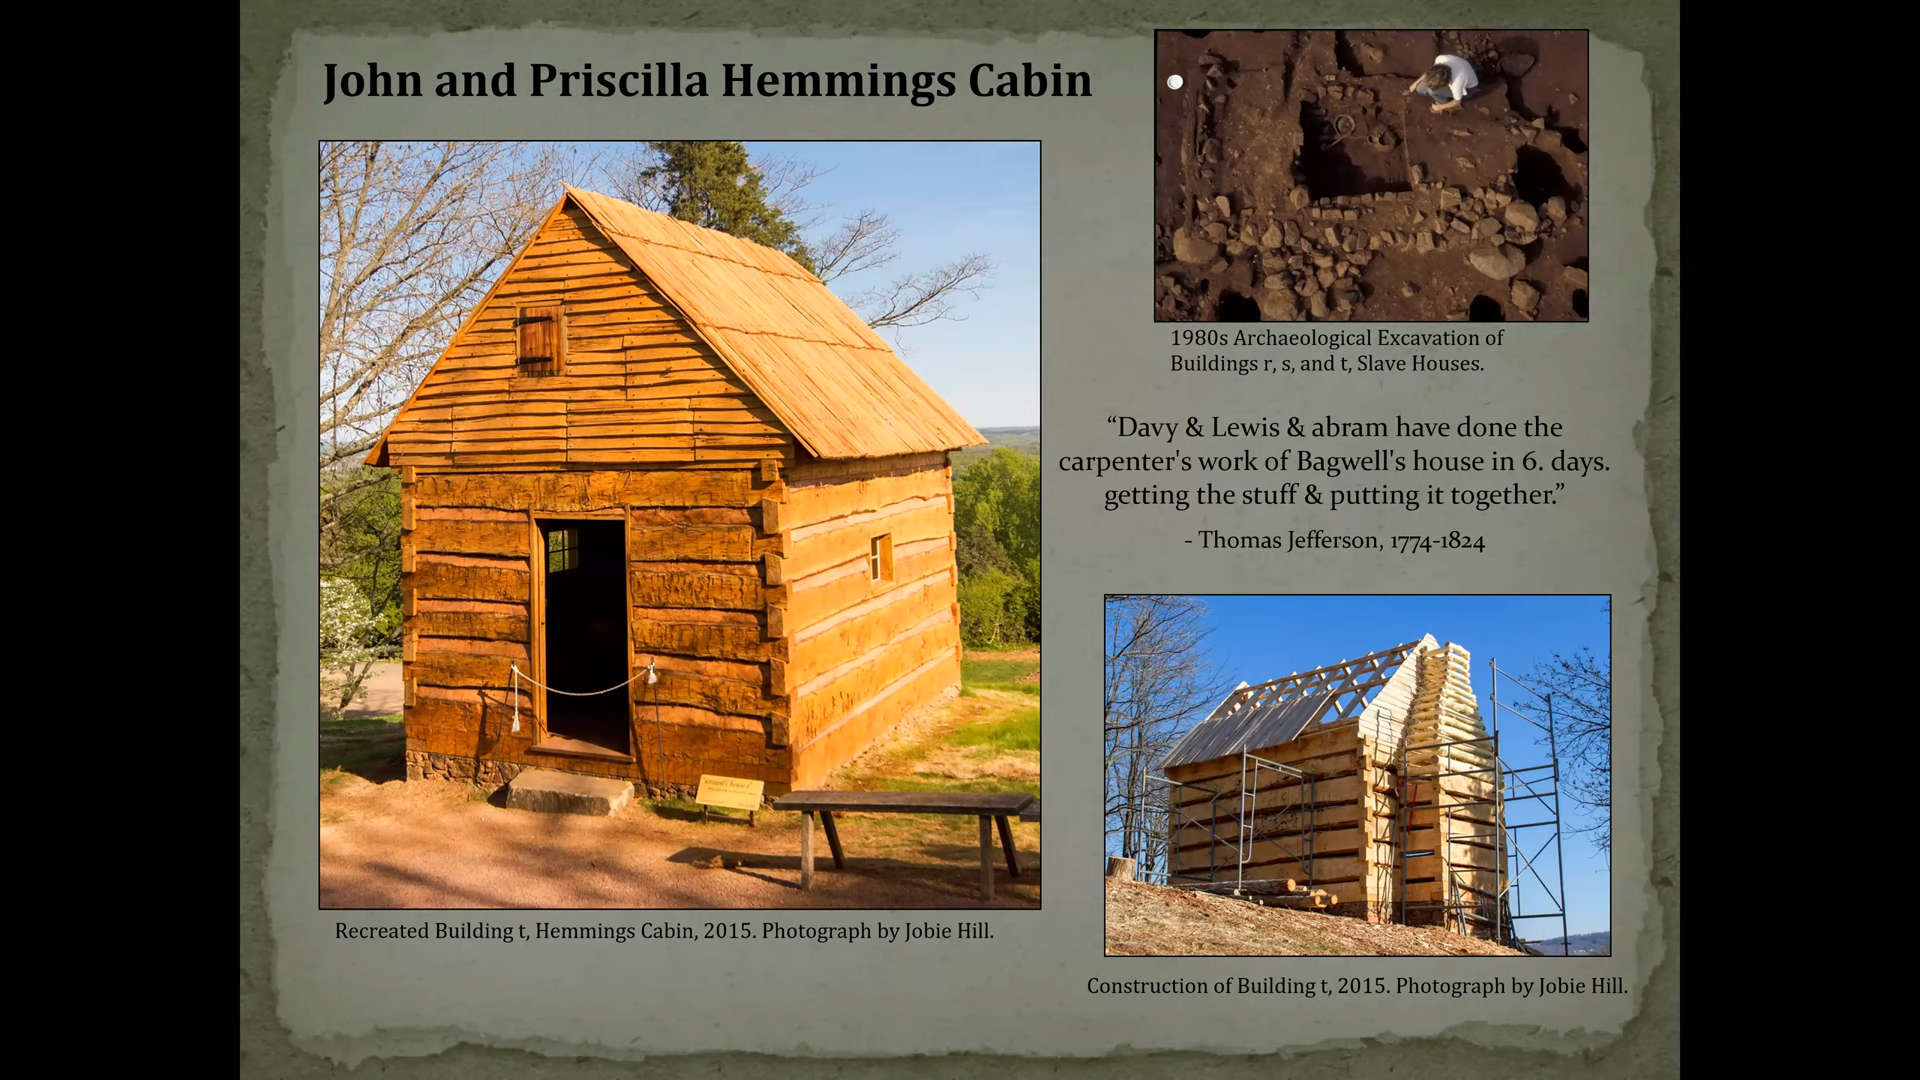 John and Priscilla Hemmings Cabin
1980s Archaeological Excavation of
Buildings r, s, and t, Slave Houses.
“Davy & Lewis & abram have done the
carpenter's work of Bagwell's house in 6. days.
getting the stuff & putting it together.”
- Thomas Jefferson, 1774-1824
servant's house t
Recreated Building t, Hemmings Cabin, 2015. Photograph by Jobie Hill.
Construction of Building t, 2015. Photograph by Jobie Hill.